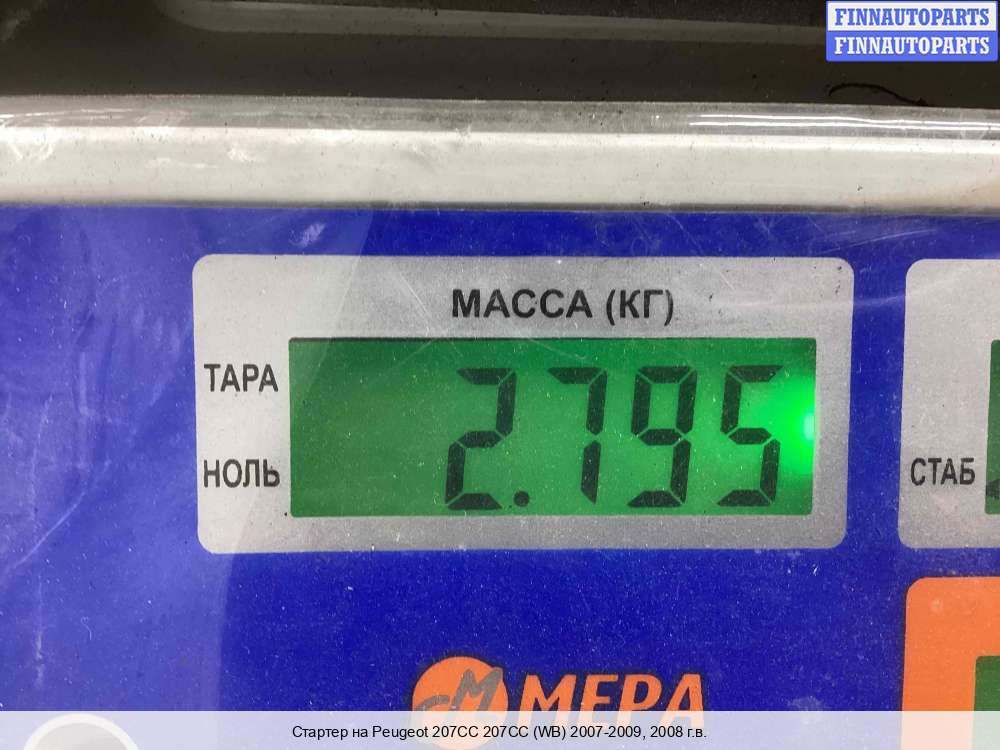 FINNAUTOPARTS
FINNAUTOPARTS
МАССА (КГ)
ТАРА
2.795
НОЛЬ
СТАБ
М МЕРА
Стартер на Peugeot 207CC 207CC (WB) 2007-2009, 2008 г.в.